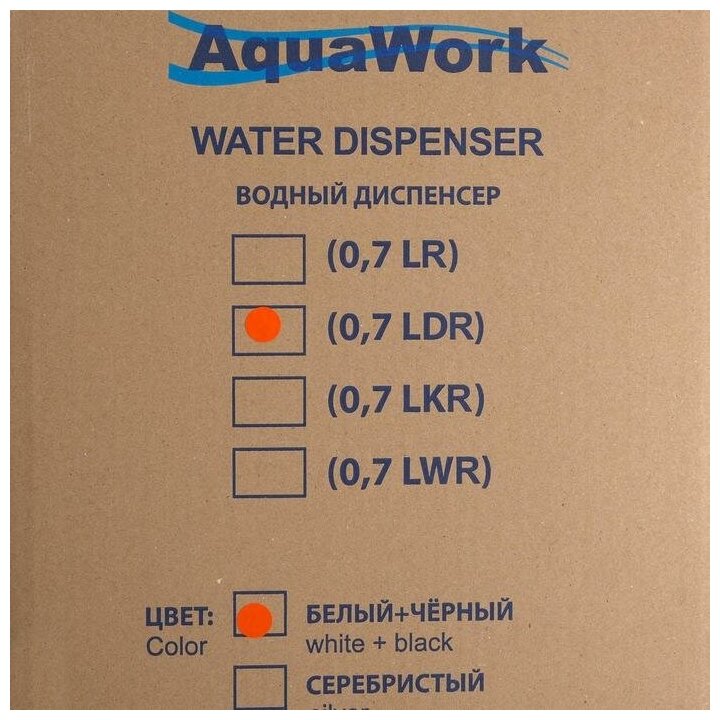 AquaWork
WATER DISPENSER
ВОДНЫЙ ДИСПЕНСЕР
(0,7 LR)
(0,7 LDR)
(0,7 LKR)
(0,7 LWR)
ЦВЕТ: БЕЛЫЙ+ЧЁРНЫЙ
Color white + black
СЕРЕБРИСТЫЙ